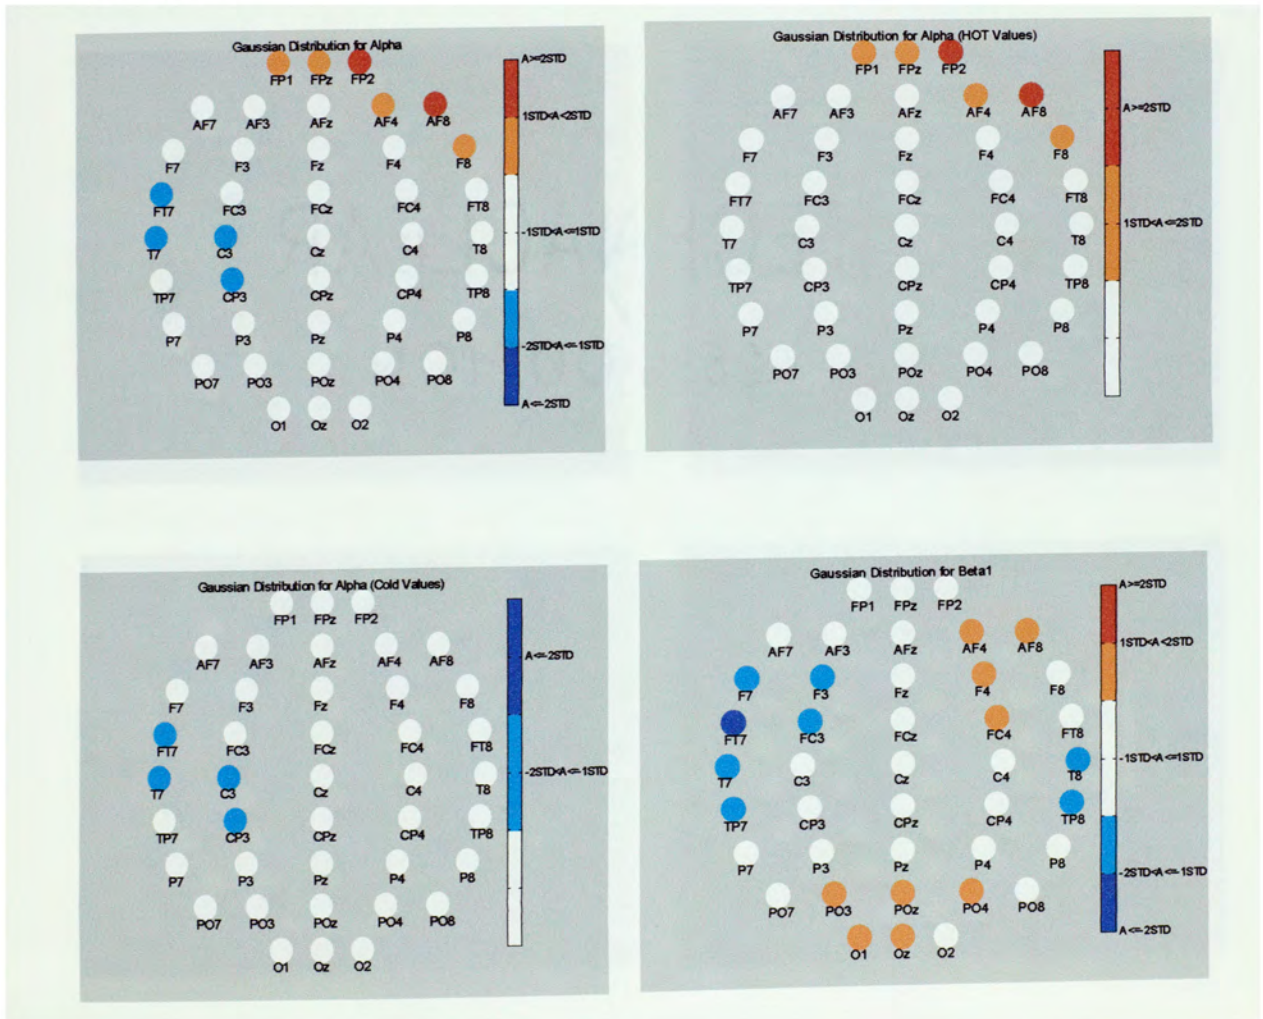 Gaussian Distribution for Alpha
FP1 FPz FP2
AF7 AF3 AFz AF4 AF8
F7 F3 Fz F4 F8
FT7 FC3 FCz FC4 FT8
T7 C3 Cz C4 T8
TP7 CP3 CPz CP4 TP8
P7 P3 Pz P4 P8
PO7 PO3 POz PO4 PO8
O1 Oz O2
A>=2STD
1STD<A<2STD
-1STD<A<=1STD
-2STD<A<=-1STD
A<=-2STD
Gaussian Distribution for Alpha (HOT Values)
FP1 FPz FP2
AF7 AF3 AFz AF4 AF8
F7 F3 Fz F4 F8
FT7 FC3 FCz FC4 FT8
T7 C3 Cz C4 T8
TP7 CP3 CPz CP4 TP8
P7 P3 Pz P4 P8
PO7 PO3 POz PO4 PO8
O1 Oz O2
A>=2STD
1STD<A<=2STD
Gaussian Distribution for Alpha (Cold Values)
FP1 FPz FP2
AF7 AF3 AFz AF4 AF8
F7 F3 Fz F4 F8
FT7 FC3 FCz FC4 FT8
T7 C3 Cz C4 T8
TP7 CP3 CPz CP4 TP8
P7 P3 Pz P4 P8
PO7 PO3 POz PO4 PO8
O1 Oz O2
A<=-2STD
-2STD<A<=-1STD
Gaussian Distribution for Beta1
FP1 FPz FP2
AF7 AF3 AFz AF4 AF8
F7 F3 Fz F4 F8
FT7 FC3 FCz FC4 FT8
T7 C3 Cz C4 T8
TP7 CP3 CPz CP4 TP8
P7 P3 Pz P4 P8
PO7 PO3 POz PO4 PO8
O1 Oz O2
A>=2STD
1STD<A<2STD
-1STD<A<=1STD
-2STD<A<=-1STD
A<=-2STD